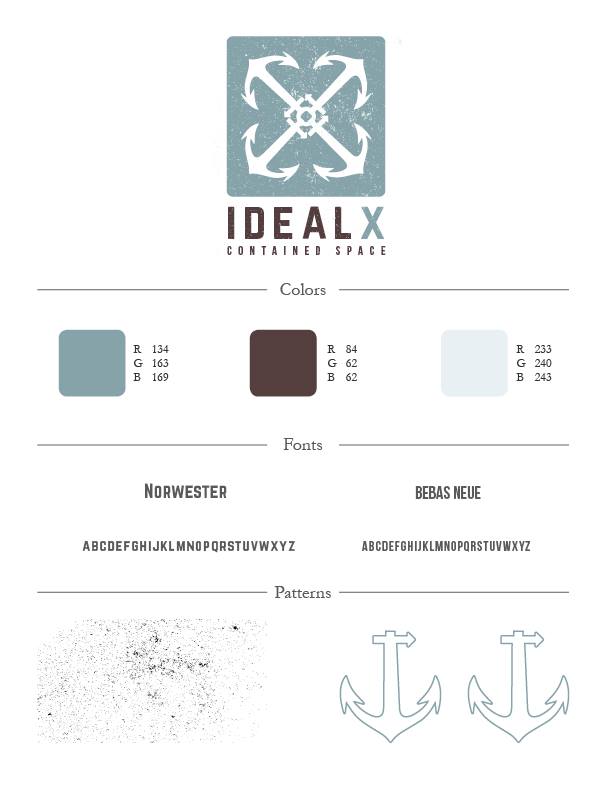 IDEALX
CONTAINED SPACE
Colors
R 134
G 163
B 169
R 84
G 62
B 62
R 233
G 240
B 243
Fonts
NORWESTER
BEBAS NEUE
ABCDEFGHIJKLMNOPQRSTUVWXYZ
ABCDEFGHIJKLMNOPQRSTUVWXYZ
Patterns